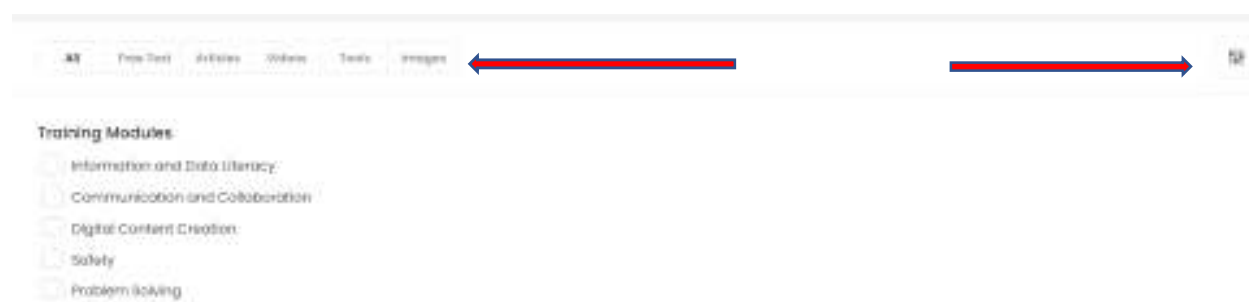 All Free Text Articles Videos Tools Images
Training Modules
Information and Data Literacy
Communication and Collaboration
Digital Content Creation
Safety
Problem Solving